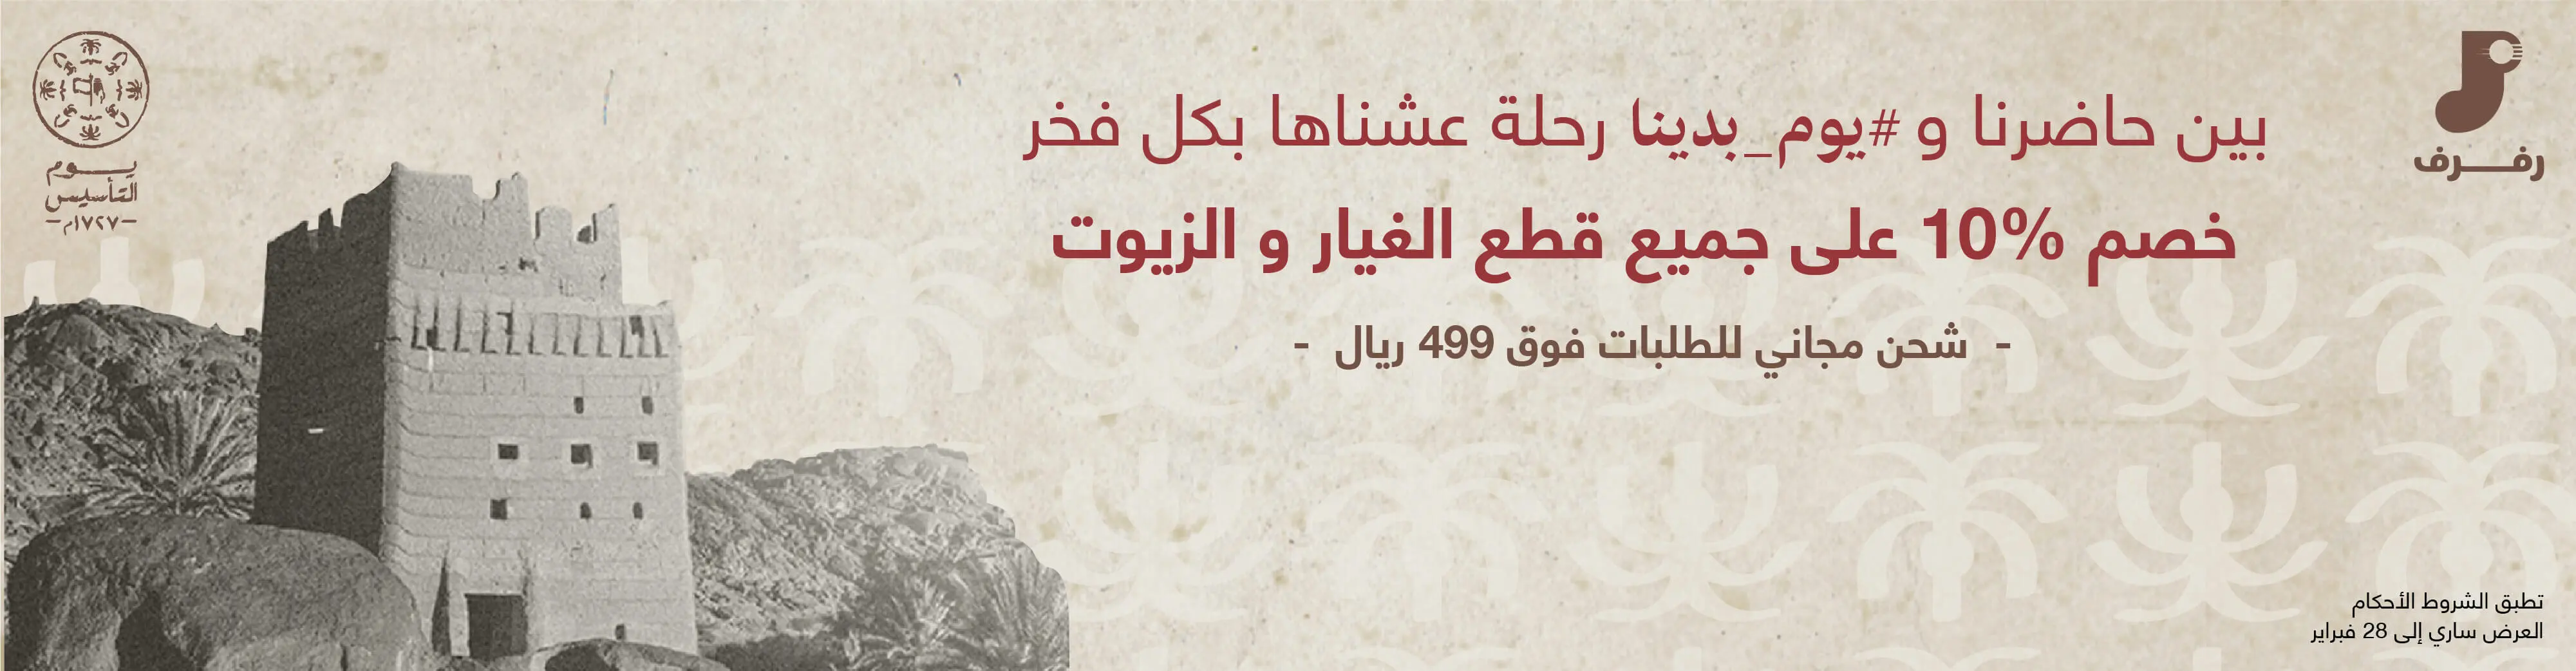 رفرف
بين حاضرنا و #يوم_بدينا رحلة عشناها بكل فخر
خصم %10 على جميع قطع الغيار و الزيوت
- شحن مجاني للطلبات فوق 499 ريال -
يوم
التأسيس
-١٧٢٧م-
تطبق الشروط الأحكام
العرض ساري إلى 28 فبراير